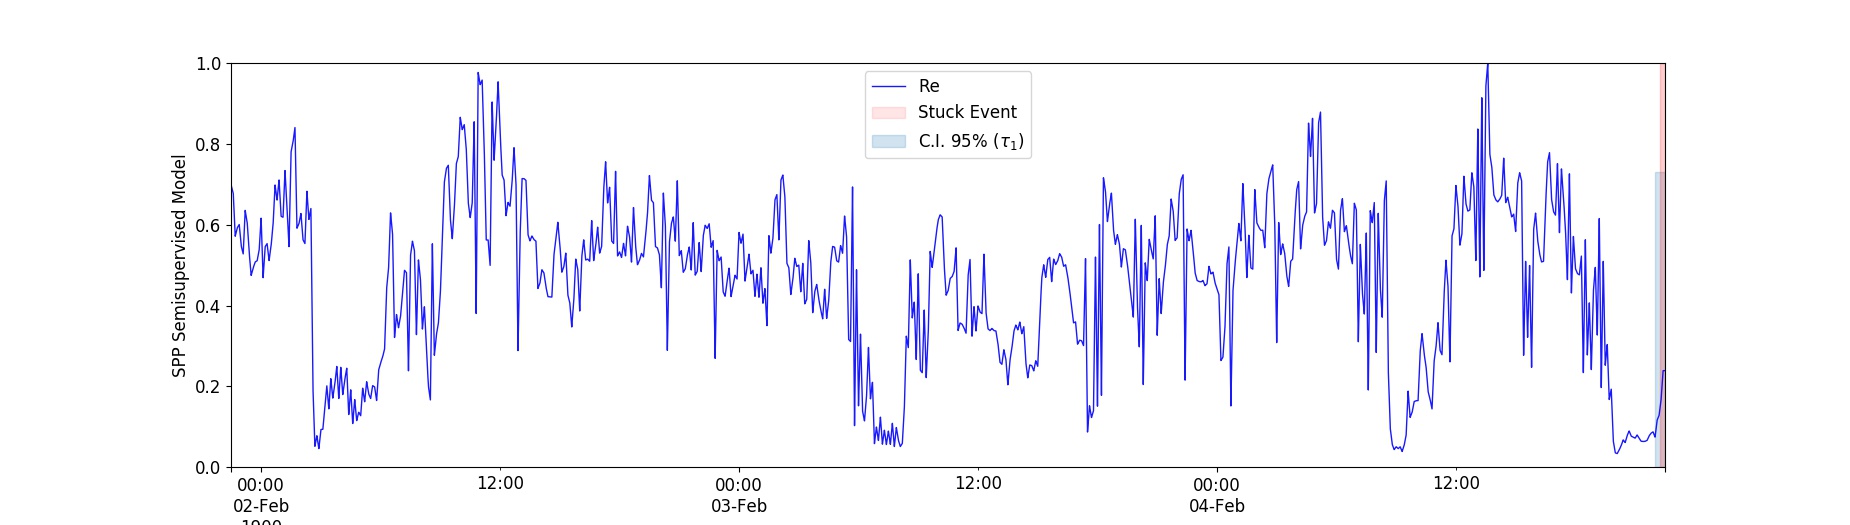 SPP Semisupervised Model
1.0
0.8
0.6
0.4
0.2
0.0
Re
Stuck Event
C.I. 95% (τ₁)
00:00 12:00 00:00 12:00 00:00 12:00
02-Feb 03-Feb 04-Feb
1900